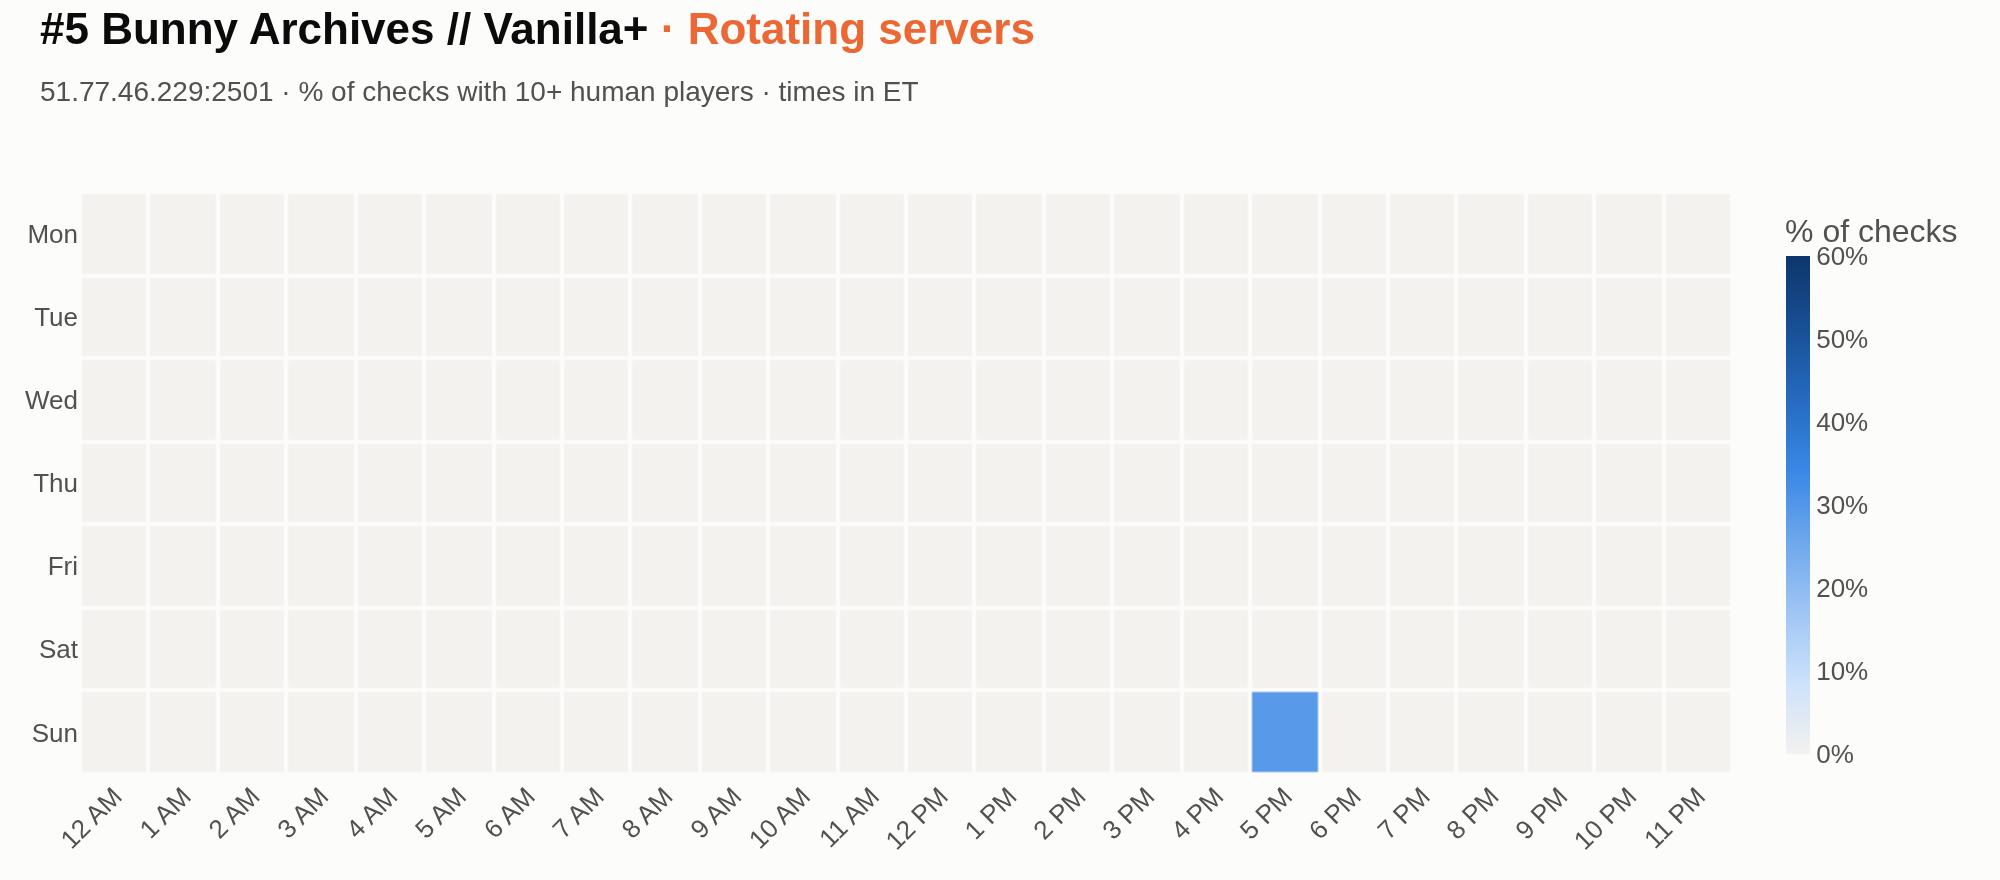 #5 Bunny Archives // Vanilla+ · Rotating servers
51.77.46.229:2501 · % of checks with 10+ human players · times in ET
% of checks
60%
50%
40%
30%
20%
10%
0%
Mon
Tue
Wed
Thu
Fri
Sat
Sun
12 AM
1 AM
2 AM
3 AM
4 AM
5 AM
6 AM
7 AM
8 AM
9 AM
10 AM
11 AM
12 PM
1 PM
2 PM
3 PM
4 PM
5 PM
6 PM
7 PM
8 PM
9 PM
10 PM
11 PM